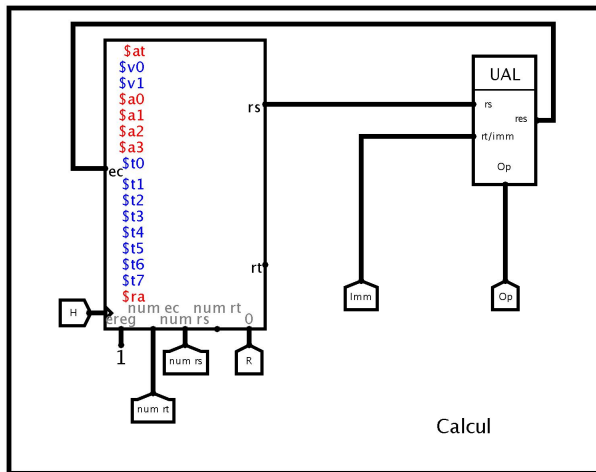 $at
$v0
$v1
$a0
$a1
$a2
$a3
$t0
$t1
$t2
$t3
$t4
$t5
$t6
$t7
$ra
ec
rs
rt
num ec num rt
ereg num rs 0
H
1
num rs
R
num rt
UAL
rs
res
rt/imm
Op
Imm
Op
Calcul